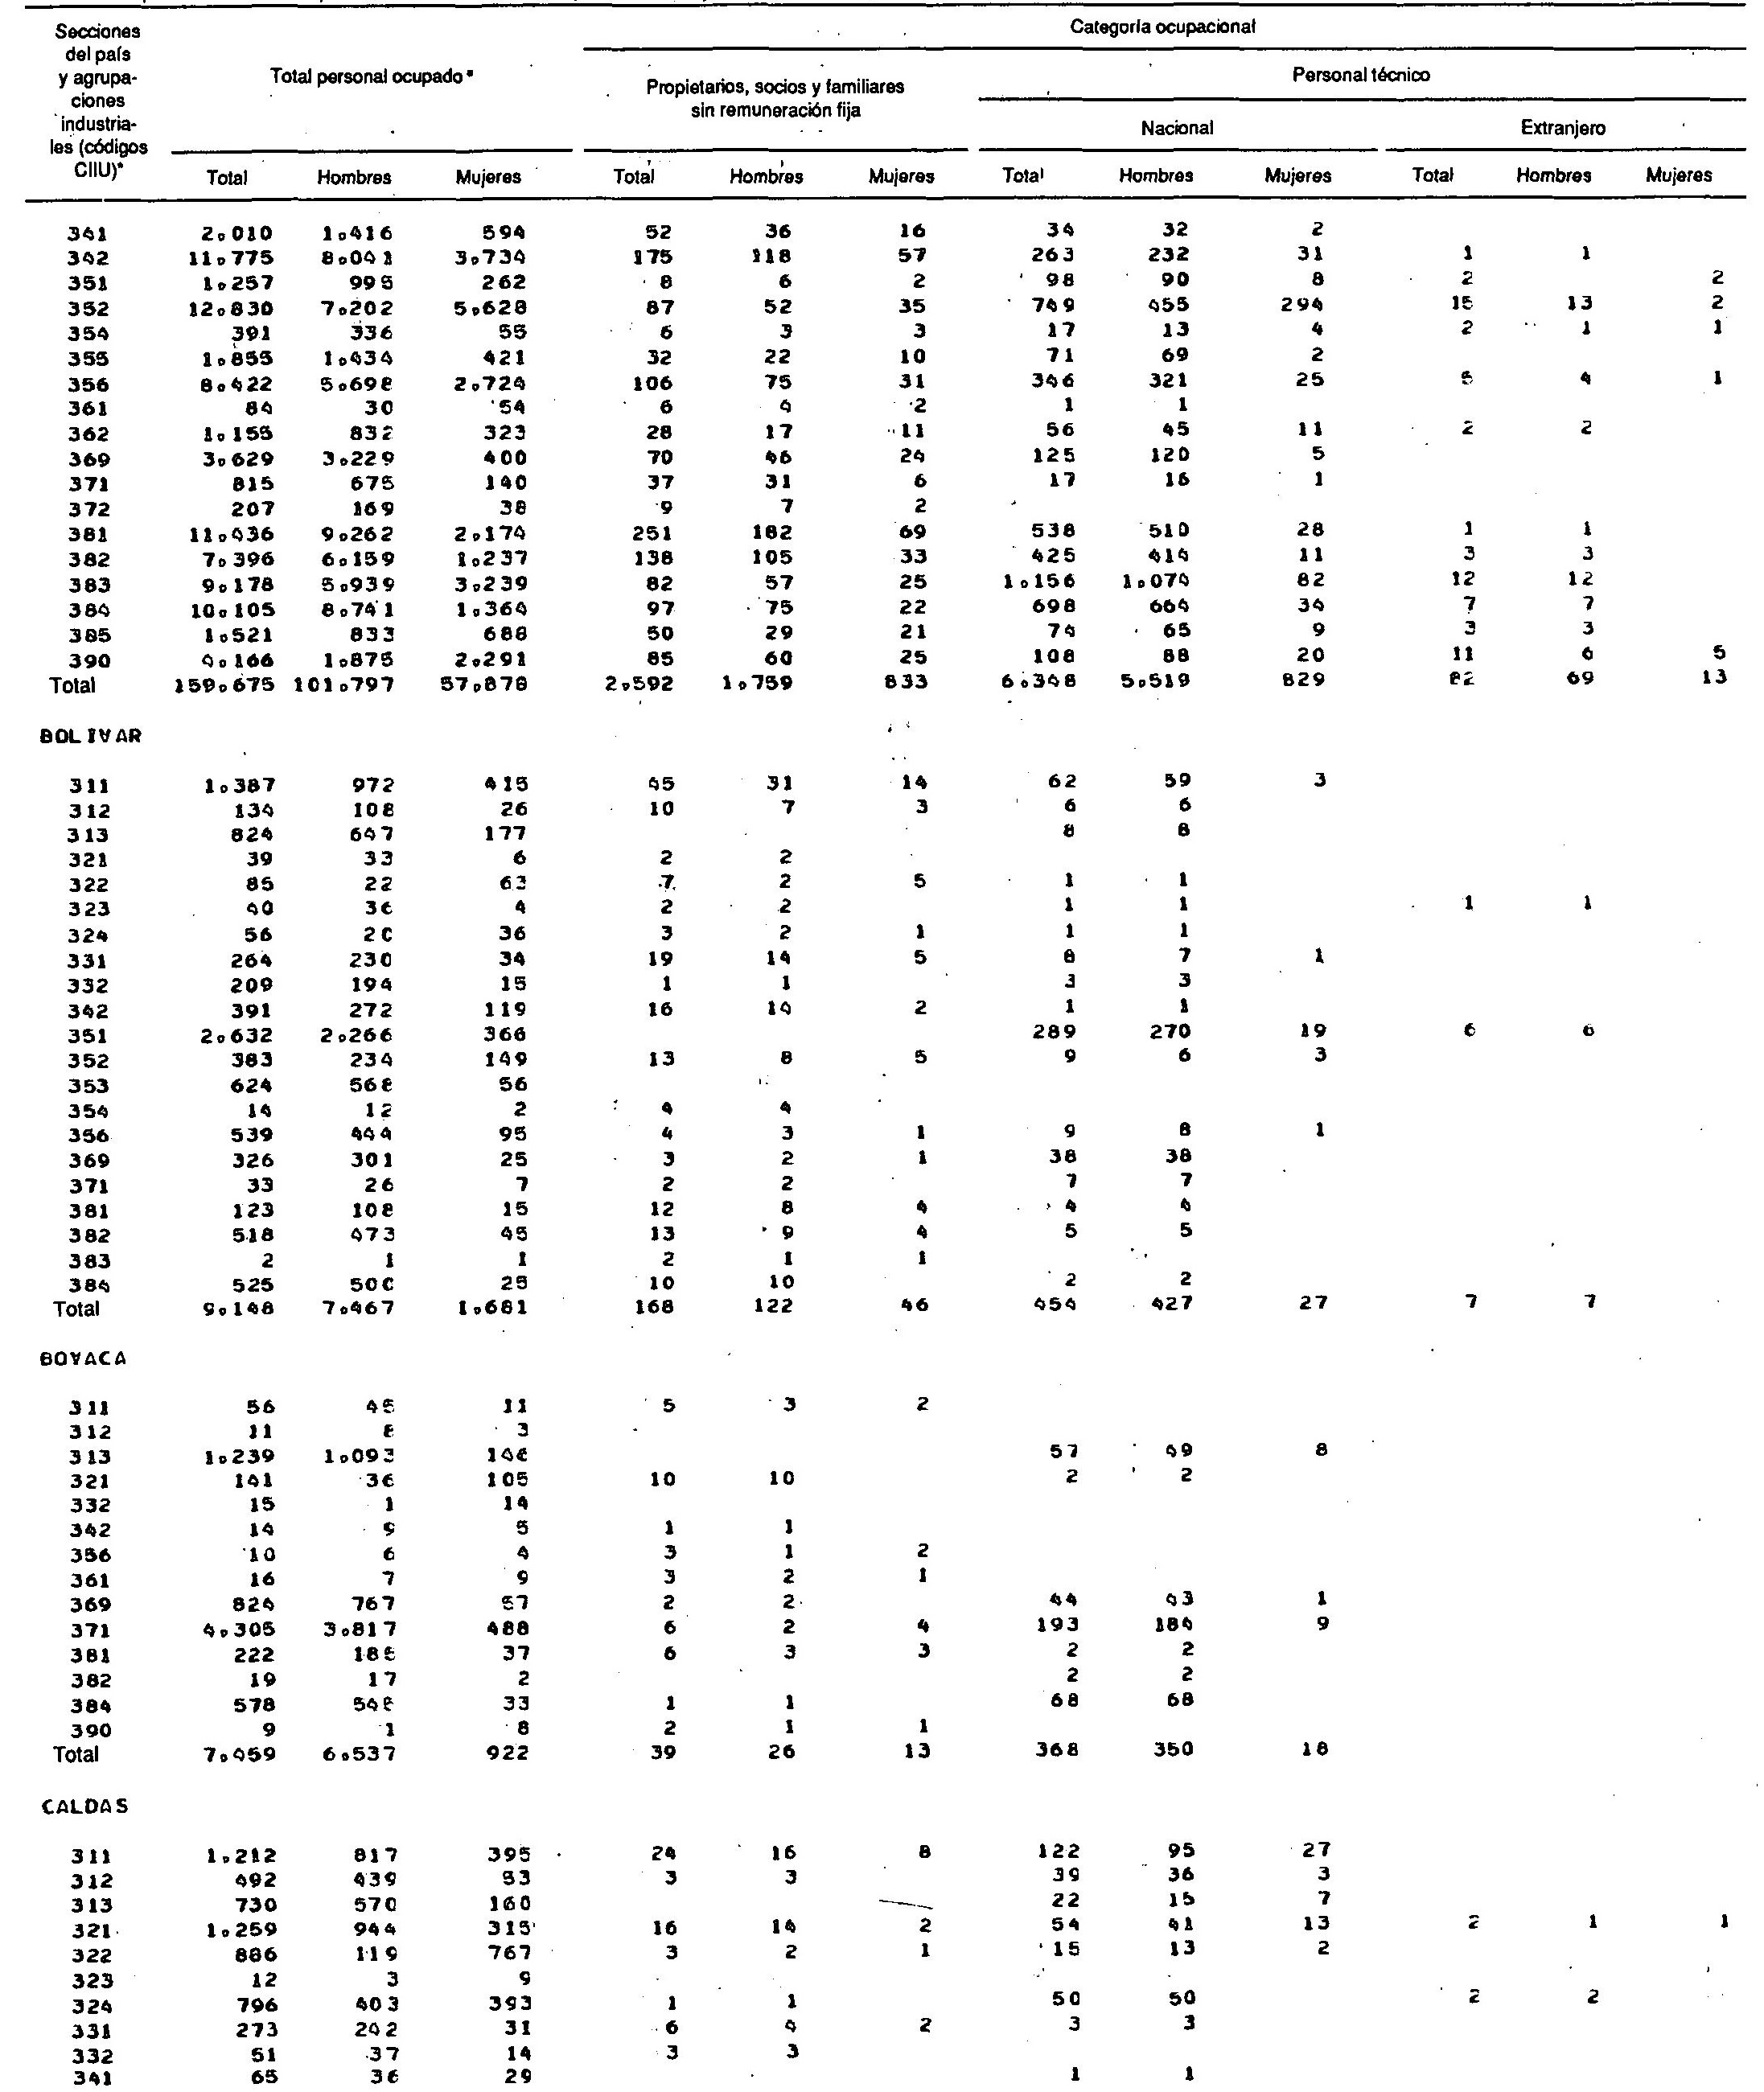 Secciones del país y agrupaciones industriales (códigos CIIU)* Total personal ocupado ª Categoría ocupacional
Propietarios, socios y familiares sin remuneración fija Personal técnico
Nacional Extranjero
Total Hombres Mujeres Total Hombres Mujeres Total Hombres Mujeres Total Hombres Mujeres
341 2.010 1.416 594 52 36 16 34 32 2
342 11.775 8.041 3.734 175 118 57 263 232 31 1 1
351 1.257 995 262 8 6 2 98 90 8 2 2
352 12.830 7.202 5.628 87 52 35 749 455 294 15 13 2
354 391 336 55 6 3 3 17 13 4 2 1 1
355 1.855 1.434 421 32 22 10 71 69 2
356 8.422 5.698 2.724 106 75 31 346 321 25 5 4 1
361 84 30 54 6 4 2 1 1
362 1.155 832 323 28 17 11 56 45 11 2 2
369 3.629 3.229 400 70 46 24 125 120 5
371 815 675 140 37 31 6 17 16 1
372 207 169 38 9 7 2
381 11.436 9.262 2.174 251 182 69 538 510 28 1 1
382 7.396 6.159 1.237 138 105 33 425 414 11 3 3
383 9.178 5.939 3.239 82 57 25 1.156 1.074 82 12 12
384 10.105 8.741 1.364 97 75 22 698 664 34 7 7
385 1.521 833 688 50 29 21 74 65 9 3 3
390 4.166 1.875 2.291 85 60 25 108 88 20 11 6 5
Total 159.675 101.797 57.878 2.592 1.759 833 6.348 5.519 829 82 69 13
BOLIVAR
311 1.387 972 415 45 31 14 62 59 3
312 134 108 26 10 7 3 6 6
313 824 647 177 8 8
321 39 33 6 2 2
322 85 22 63 7 2 5 1 1
323 40 36 4 2 2 1 1 1 1
324 56 20 36 3 2 1 1 1
331 264 230 34 19 14 5 8 7 1
332 209 194 15 1 1 3 3
342 391 272 119 16 14 2 1 1
351 2.632 2.266 366 289 270 19 6 6
352 383 234 149 13 8 5 9 6 3
353 624 568 56
354 14 12 2 4 4
356 539 444 95 4 3 1 9 8 1
369 326 301 25 3 2 1 38 38
371 33 26 7 2 2 7 7
381 123 108 15 12 8 4 4 4
382 518 473 45 13 9 4 5 5
383 2 1 1 2 1 1
384 525 500 25 10 10 2 2
Total 9.148 7.467 1.681 168 122 46 454 427 27 7 7
BOYACA
311 56 45 11 5 3 2
312 11 8 3
313 1.239 1.093 146 57 49 8
321 141 36 105 10 10 2 2
332 15 1 14
342 14 9 5 1 1
356 10 6 4 3 1 2
361 16 7 9 3 2 1
369 824 767 57 2 2 44 43 1
371 4.305 3.817 488 6 2 4 193 184 9
381 222 185 37 6 3 3 2 2
382 19 17 2 2 2
384 578 545 33 1 1 68 68
390 9 1 8 2 1 1
Total 7.459 6.537 922 39 26 13 368 350 18
CALDAS
311 1.212 817 395 24 16 8 122 95 27
312 492 439 53 3 3 39 36 3
313 730 570 160 22 15 7
321 1.259 944 315 16 14 2 54 41 13 2 1 1
322 886 119 767 3 2 1 15 13 2
323 12 3 9
324 796 403 393 1 1 50 50 2 2
331 273 242 31 6 4 2 3 3
332 51 37 14 3 3
341 65 36 29 1 1